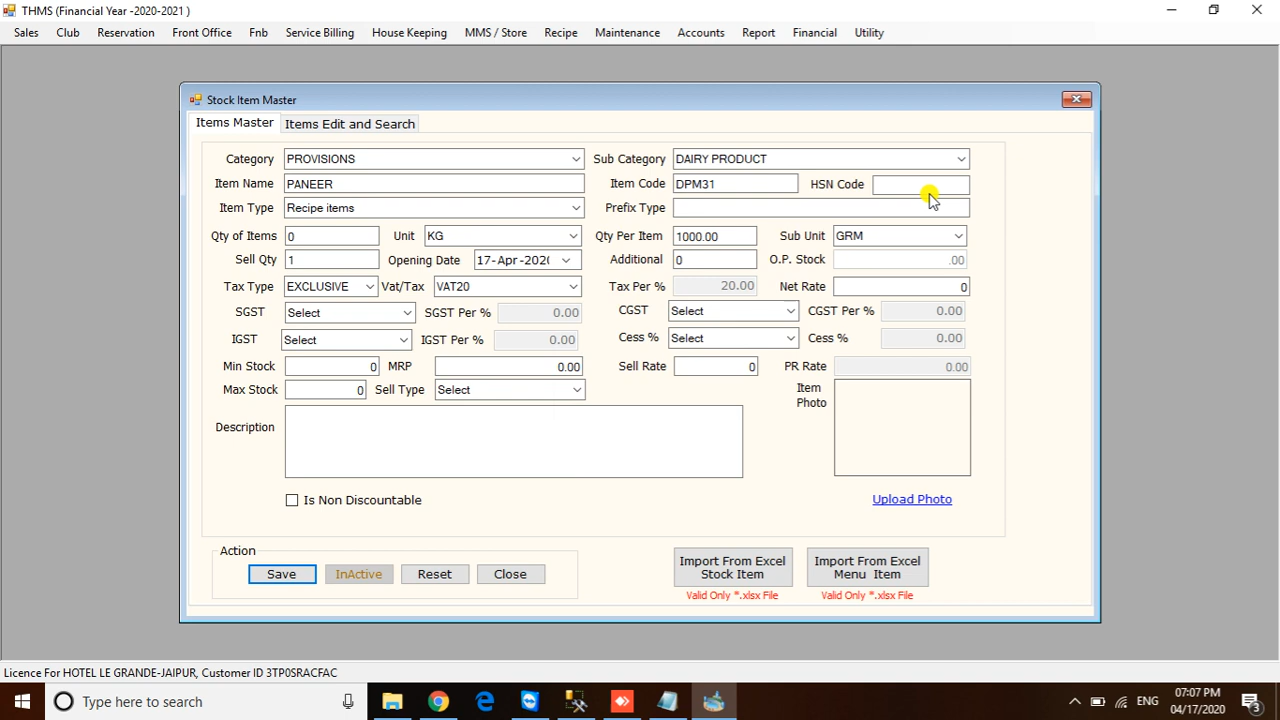 THMS (Financial Year -2020-2021 )
Sales Club Reservation Front Office Fnb Service Billing House Keeping MMS / Store Recipe Maintenance Accounts Report Financial Utility
Stock Item Master
Items Master Items Edit and Search
Category PROVISIONS Sub Category DAIRY PRODUCT
Item Name PANEER Item Code DPM31 HSN Code
Item Type Recipe items Prefix Type
Qty of Items 0 Unit KG Qty Per Item 1000.00 Sub Unit GRM
Sell Qty 1 Opening Date 17-Apr-2020 Additional 0 O.P. Stock .00
Tax Type EXCLUSIVE Vat/Tax VAT20 Tax Per % 20.00 Net Rate 0
SGST Select SGST Per % 0.00 CGST Select CGST Per % 0.00
IGST Select IGST Per % 0.00 Cess % Select Cess % 0.00
Min Stock 0 MRP 0.00 Sell Rate 0 PR Rate 0.00
Max Stock 0 Sell Type Select Item
Photo
Description
Is Non Discountable Upload Photo
Action
Save InActive Reset Close
Import From Excel
Stock Item
Import From Excel
Menu Item
Valid Only *.xlsx File Valid Only *.xlsx File
Licence For HOTEL LE GRANDE-JAIPUR, Customer ID 3TP0SRACFAC
Type here to search
ENG
07:07 PM
04/17/2020
3